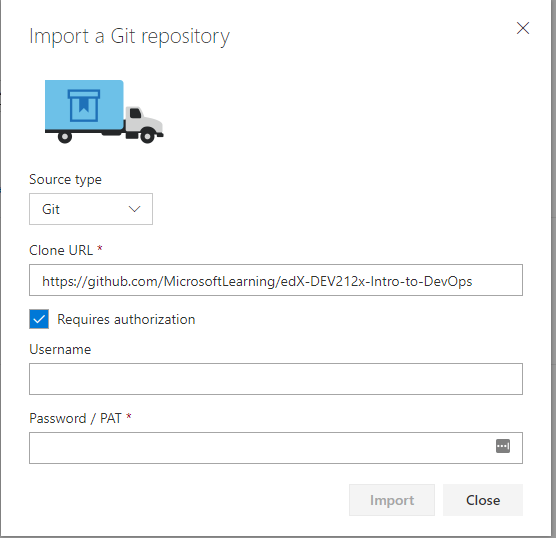 Import a Git repository
Source type
Git
Clone URL *
https://github.com/MicrosoftLearning/edX-DEV212x-Intro-to-DevOps
Requires authorization
Username
Password / PAT *
Import Close